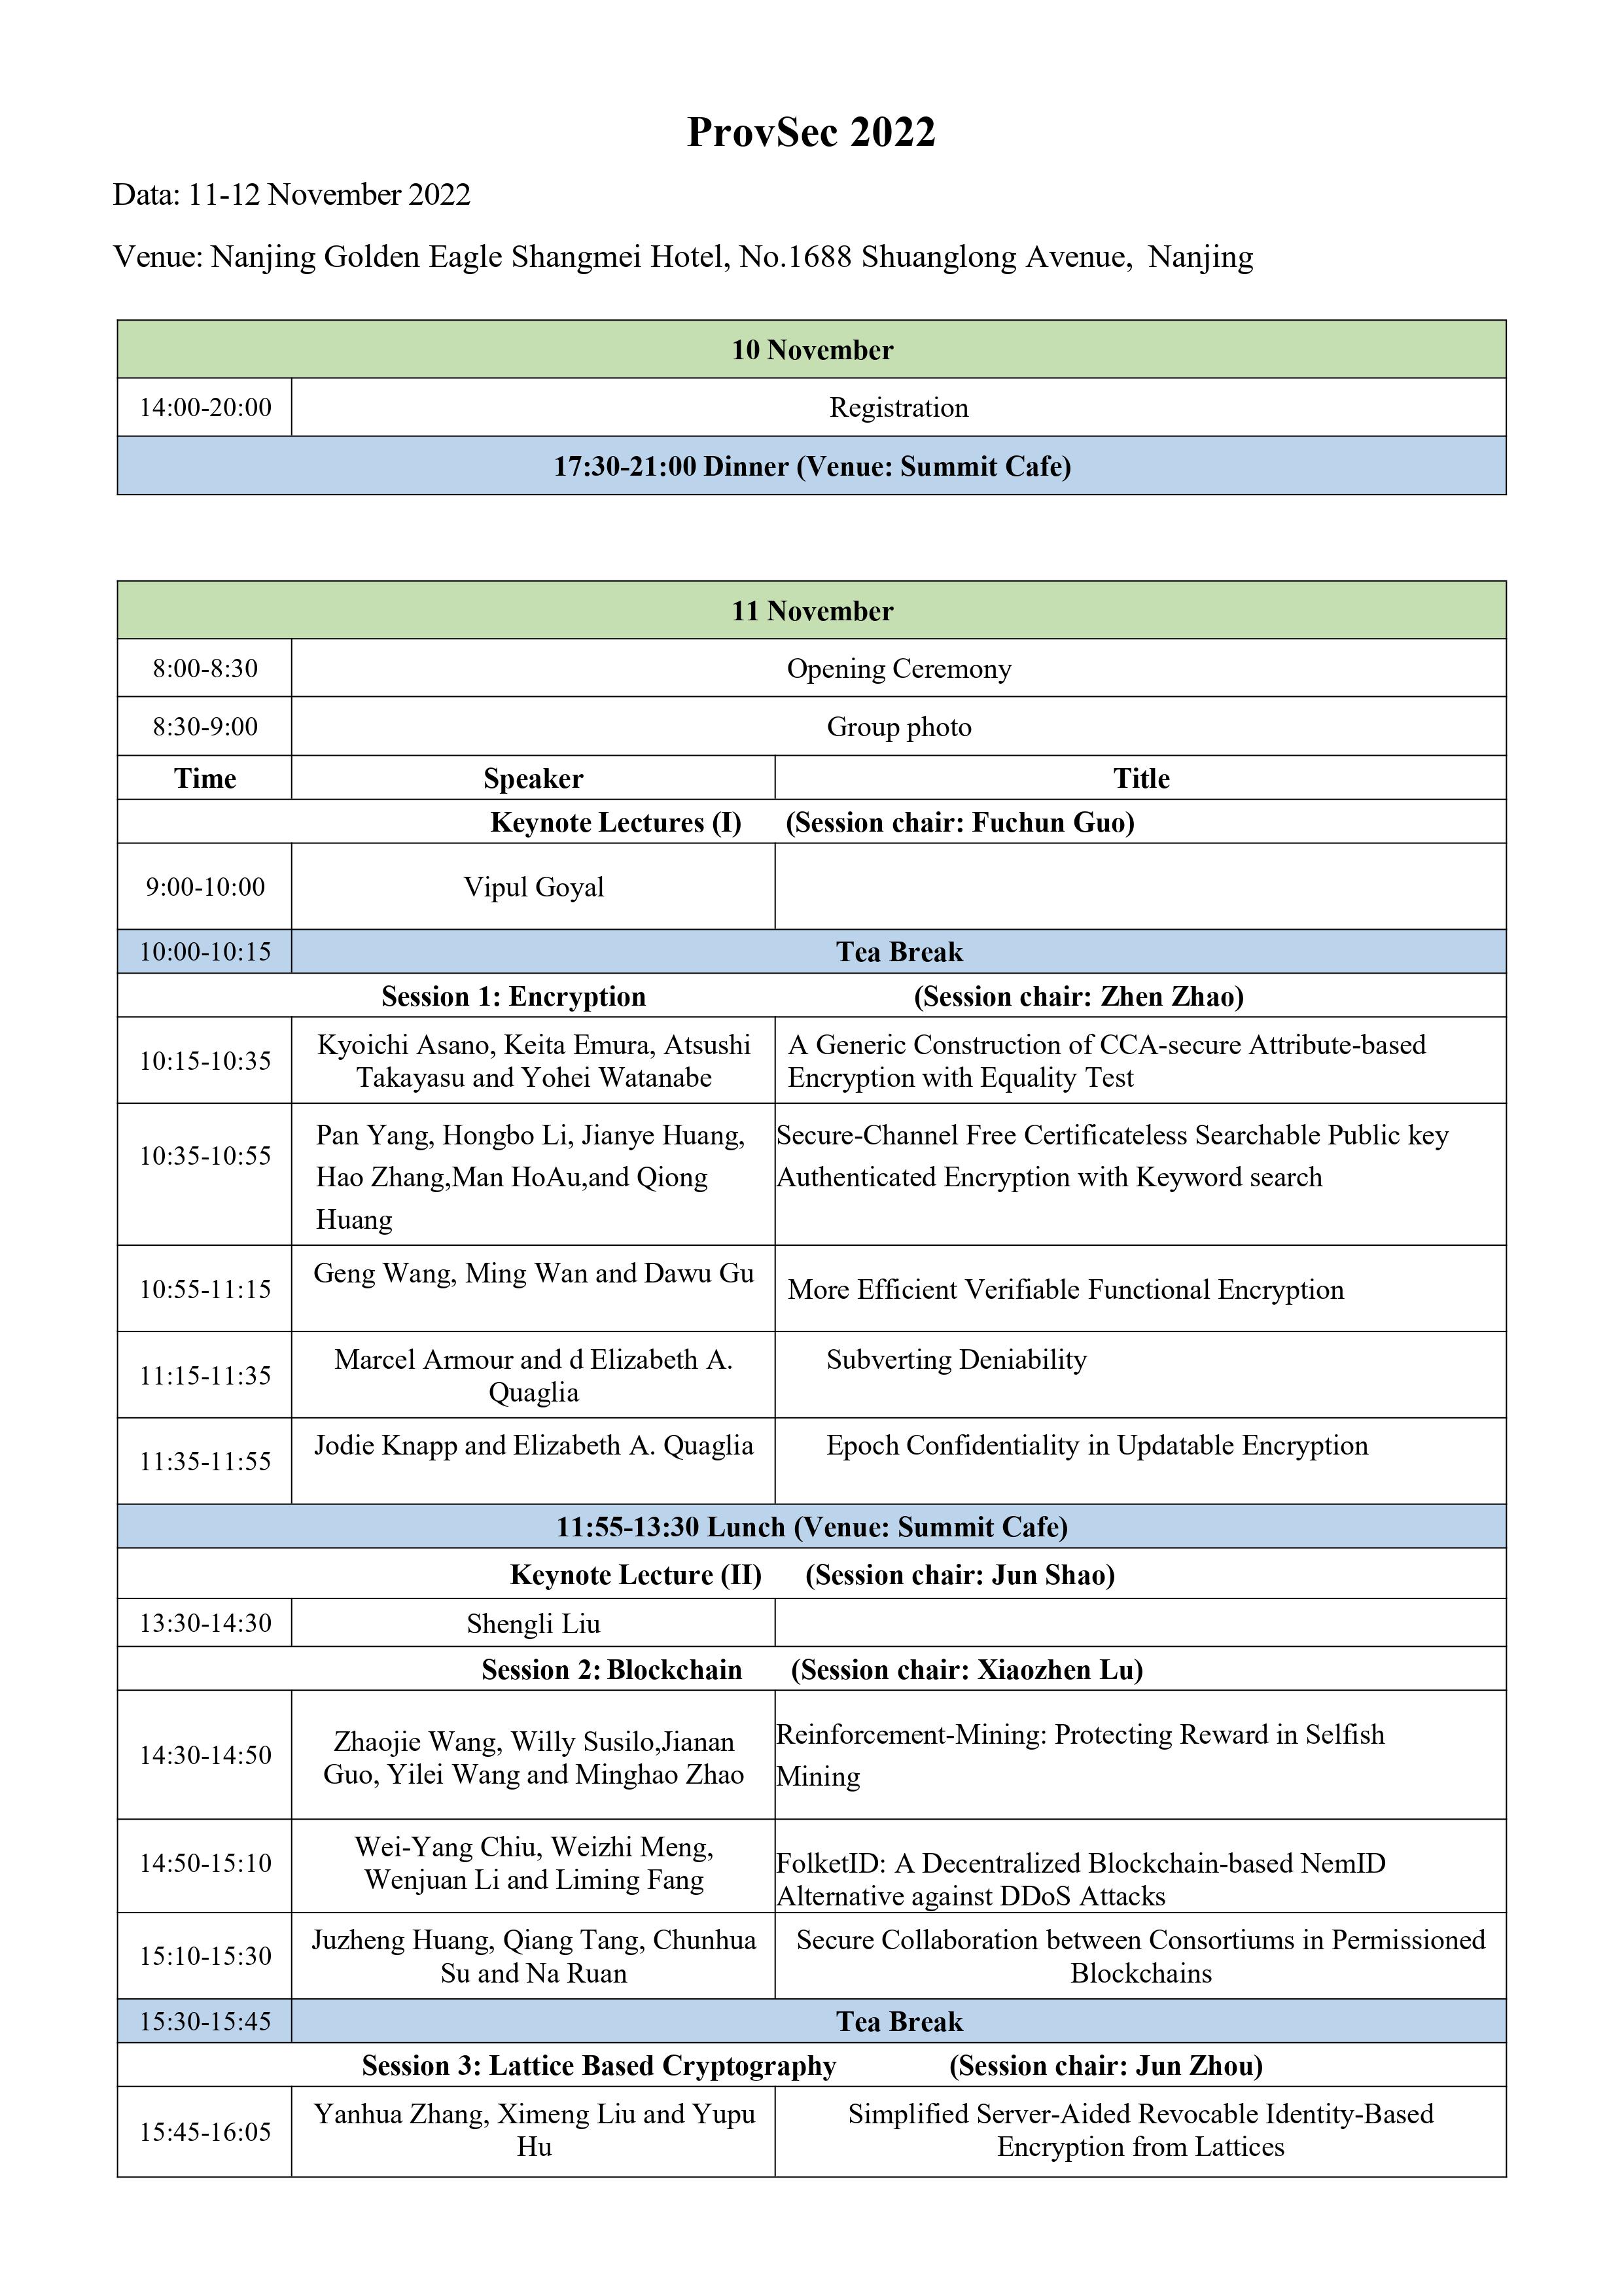 ProvSec 2022
Data: 11-12 November 2022
Venue: Nanjing Golden Eagle Shangmei Hotel, No.1688 Shuanglong Avenue, Nanjing
10 November
14:00-20:00 Registration
17:30-21:00 Dinner (Venue: Summit Cafe)
11 November
8:00-8:30 Opening Ceremony
8:30-9:00 Group photo
Time Speaker Title
Keynote Lectures (I) (Session chair: Fuchun Guo)
9:00-10:00 Vipul Goyal
10:00-10:15 Tea Break
Session 1: Encryption (Session chair: Zhen Zhao)
10:15-10:35
Kyoichi Asano, Keita Emura, Atsushi
Takayasu and Yohei Watanabe
A Generic Construction of CCA-secure Attribute-based
Encryption with Equality Test
10:35-10:55
Pan Yang, Hongbo Li, Jianye Huang,
Hao Zhang,Man HoAu,and Qiong
Huang
Secure-Channel Free Certificateless Searchable Public key
Authenticated Encryption with Keyword search
10:55-11:15
Geng Wang, Ming Wan and Dawu Gu
More Efficient Verifiable Functional Encryption
11:15-11:35
Marcel Armour and d Elizabeth A.
Quaglia
Subverting Deniability
11:35-11:55
Jodie Knapp and Elizabeth A. Quaglia
Epoch Confidentiality in Updatable Encryption
11:55-13:30 Lunch (Venue: Summit Cafe)
Keynote Lecture (II) (Session chair: Jun Shao)
13:30-14:30 Shengli Liu
Session 2: Blockchain (Session chair: Xiaozhen Lu)
14:30-14:50
Zhaojie Wang, Willy Susilo,Jianan
Guo, Yilei Wang and Minghao Zhao
Reinforcement-Mining: Protecting Reward in Selfish
Mining
14:50-15:10
Wei-Yang Chiu, Weizhi Meng,
Wenjuan Li and Liming Fang
FolketID: A Decentralized Blockchain-based NemID
Alternative against DDoS Attacks
15:10-15:30
Juzheng Huang, Qiang Tang, Chunhua
Su and Na Ruan
Secure Collaboration between Consortiums in Permissioned
Blockchains
15:30-15:45 Tea Break
Session 3: Lattice Based Cryptography (Session chair: Jun Zhou)
15:45-16:05
Yanhua Zhang, Ximeng Liu and Yupu
Hu
Simplified Server-Aided Revocable Identity-Based
Encryption from Lattices